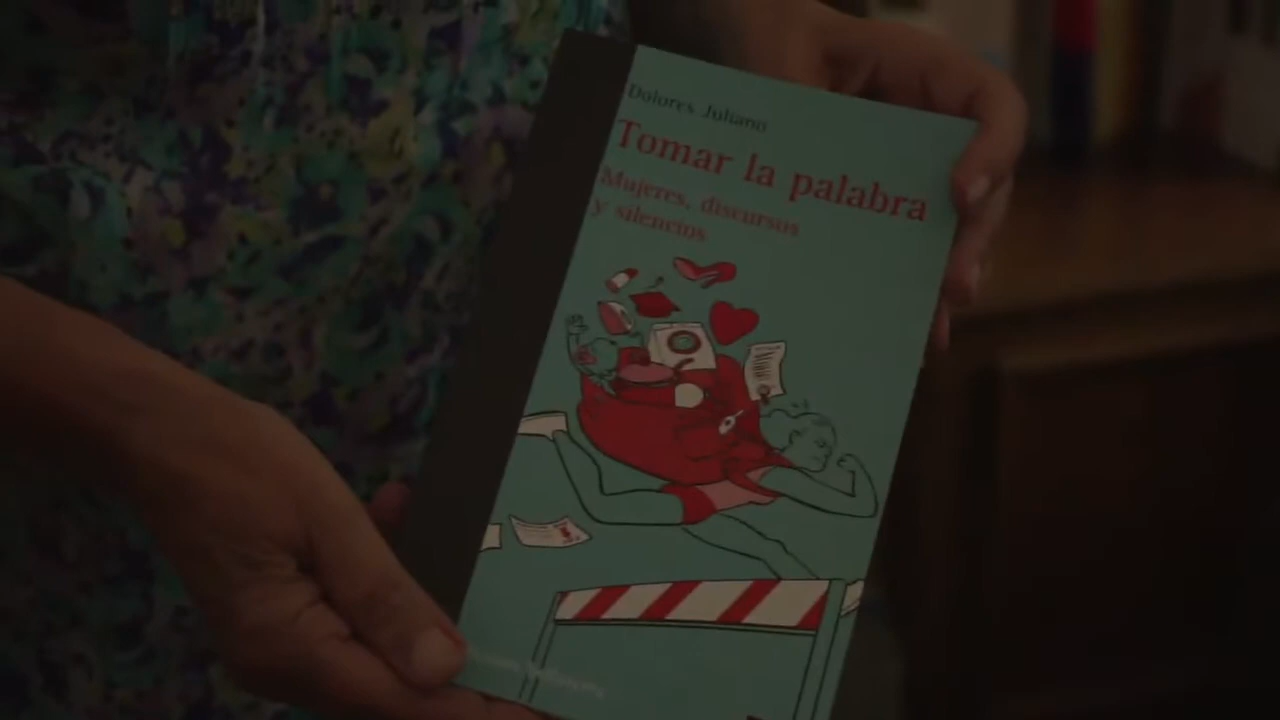 Dolores Juliano
Tomar la palabra
Mujeres, discursos
y silencios